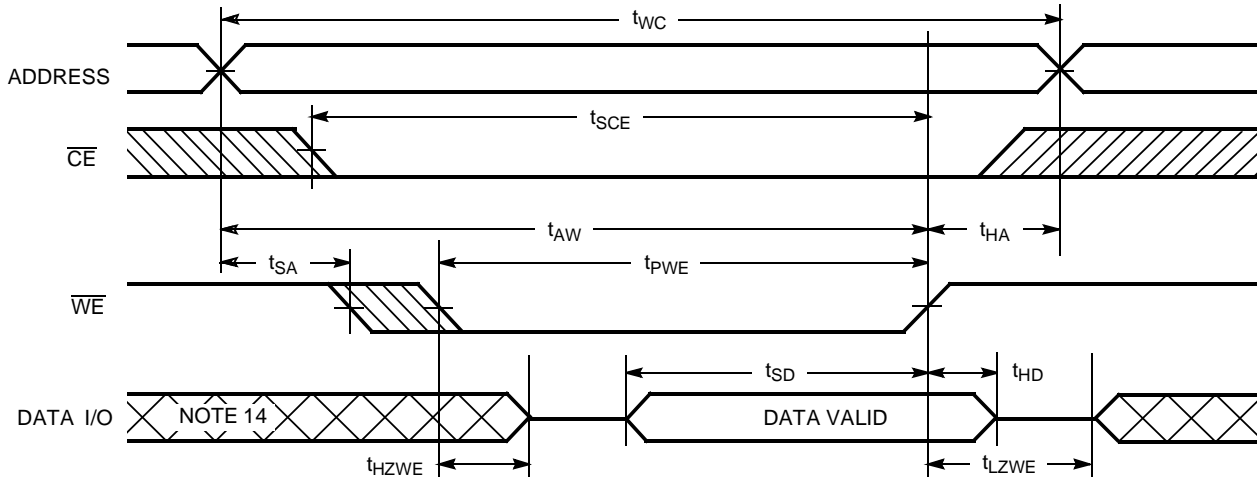 tWC
ADDRESS
tSCE
CE
tAW
tHA
tSA
tPWE
WE
tSD
tHD
DATA I/O
NOTE 14
DATA VALID
tHZWE
tLZWE